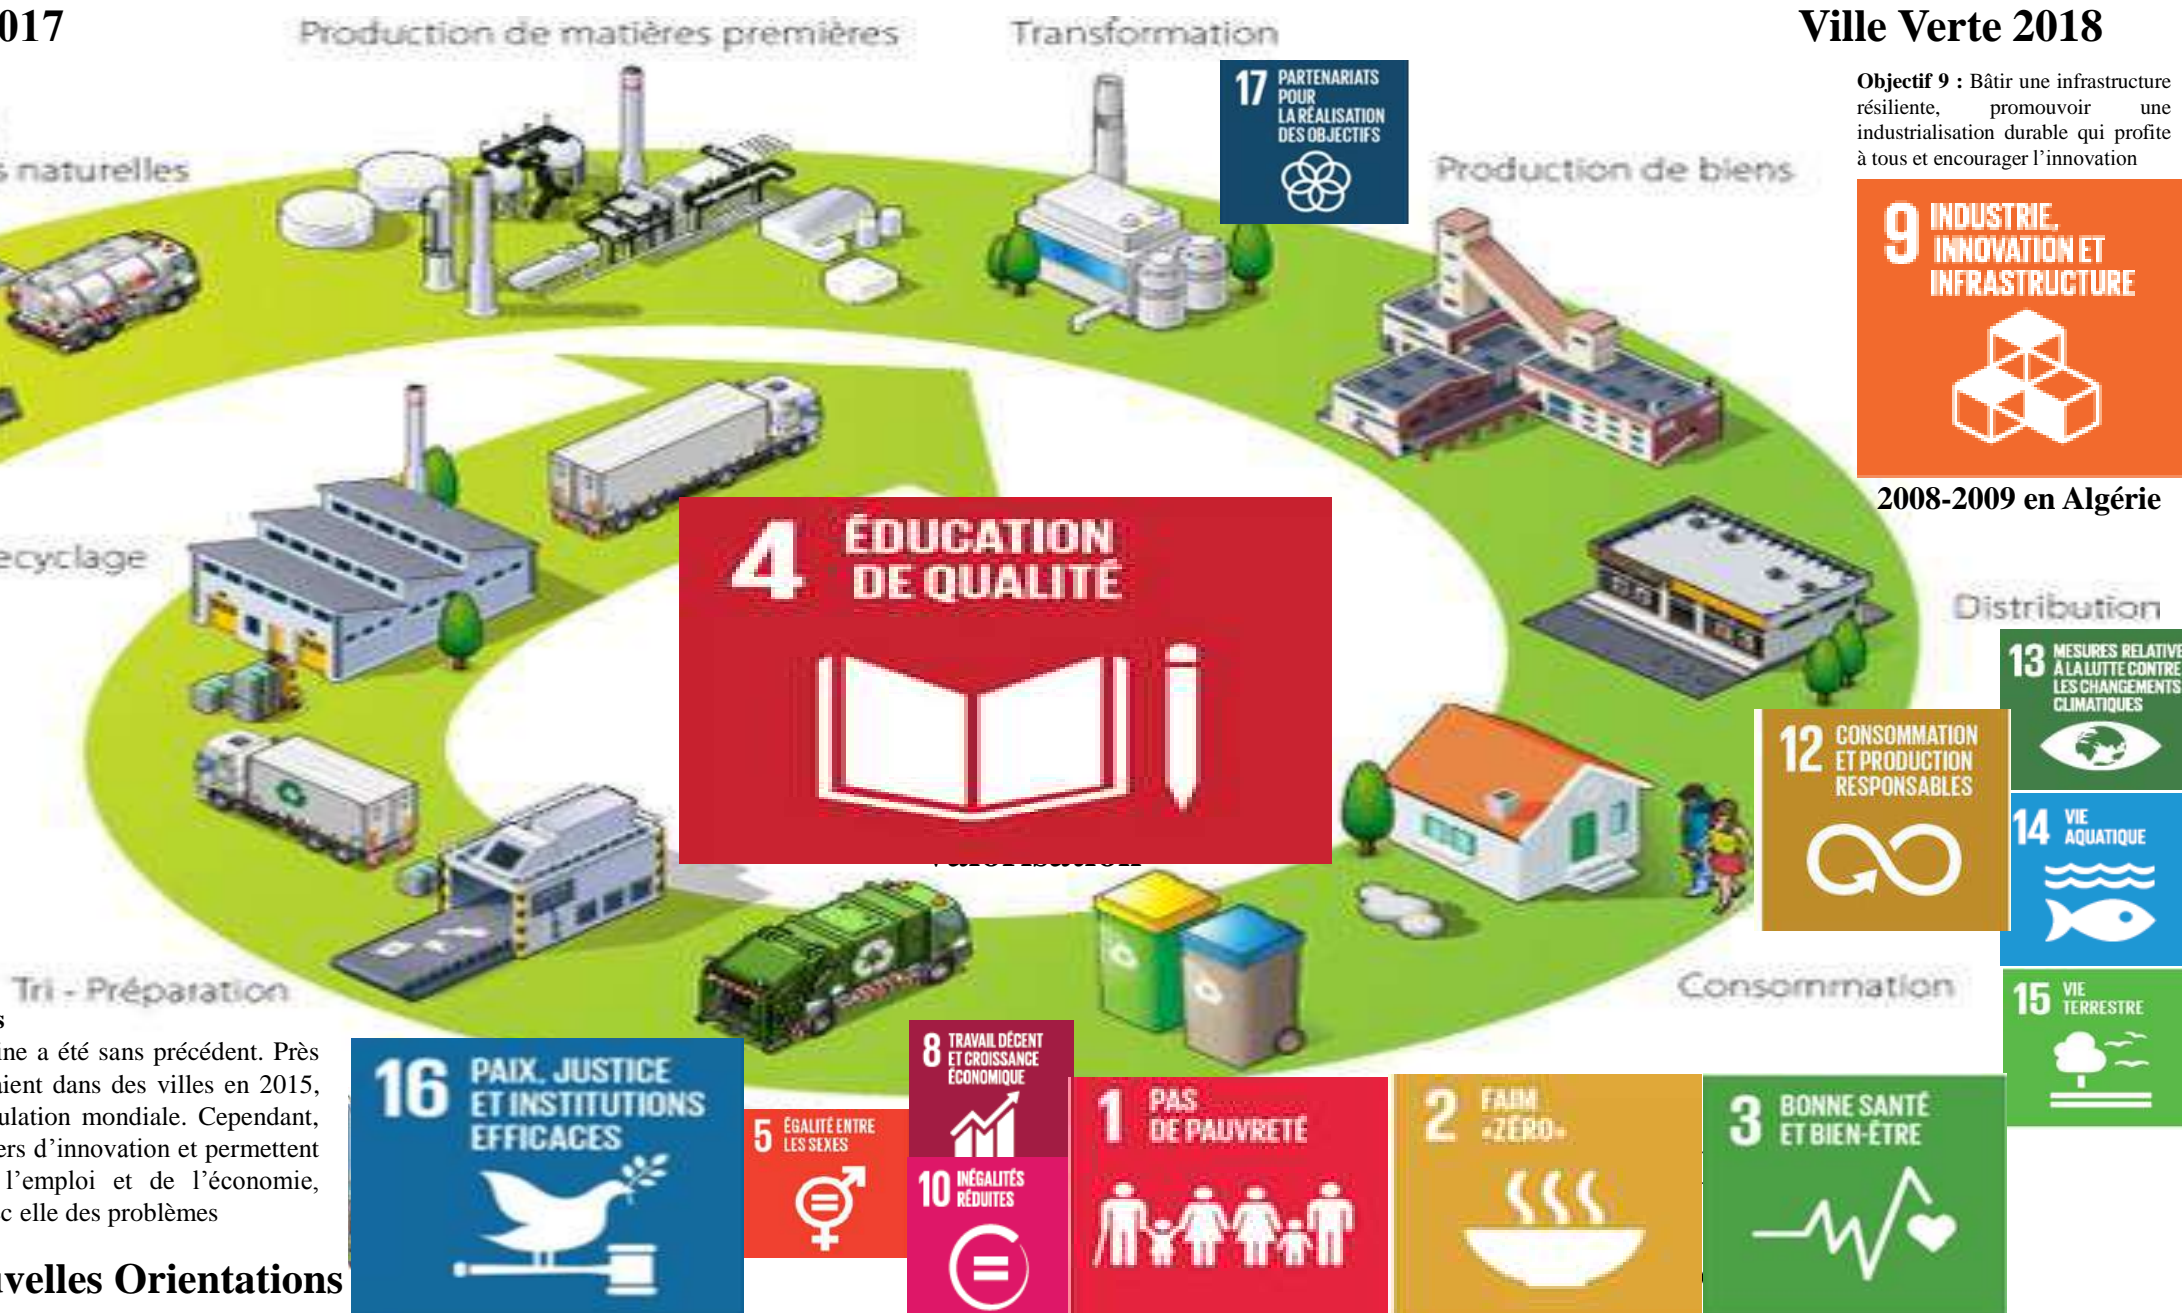 017
Production de matières premières
Transformation
Ville Verte 2018
17 PARTENARIATS
POUR
LA RÉALISATION
DES OBJECTIFS
Objectif 9 : Bâtir une infrastructure
résiliente, promouvoir une
industrialisation durable qui profite
à tous et encourager l'innovation
s naturelles
Production de biens
9 INDUSTRIE,
INNOVATION ET
INFRASTRUCTURE
2008-2009 en Algérie
ecyclage
4 ÉDUCATION
DE QUALITÉ
Distribution
13 MESURES RELATIVE
À LA LUTTE CONTRE
LES CHANGEMENTS
CLIMATIQUES
12 CONSOMMATION
ET PRODUCTION
RESPONSABLES
14 VIE
AQUATIQUE
Tri - Préparation
Consommation
15 VIE
TERRESTRE
s
ine a été sans précédent. Près
aient dans des villes en 2015,
ulation mondiale. Cependant,
ers d'innovation et permettent
l'emploi et de l'économie,
c elle des problèmes
uvelles Orientations
16 PAIX, JUSTICE
ET INSTITUTIONS
EFFICACES
5 ÉGALITÉ ENTRE
LES SEXES
8 TRAVAIL DÉCENT
ET CROISSANCE
ÉCONOMIQUE
10 INÉGALITÉS
RÉDUITES
1 PAS
DE PAUVRETÉ
2 FAIM
«ZÉRO»
3 BONNE SANTÉ
ET BIEN-ÊTRE